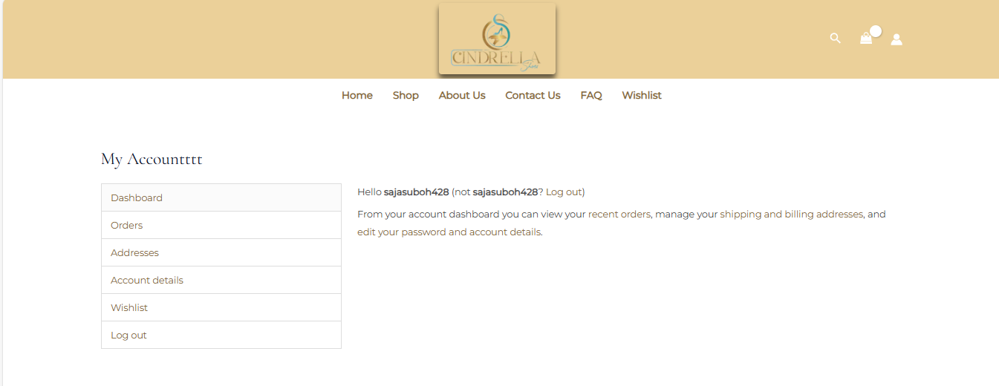 CINDRELLA
Shoes
Home Shop About Us Contact Us FAQ Wishlist
My Accountttt
Dashboard
Orders
Addresses
Account details
Wishlist
Log out
Hello sajasuboh428 (not sajasuboh428? Log out)
From your account dashboard you can view your recent orders, manage your shipping and billing addresses, and
edit your password and account details.